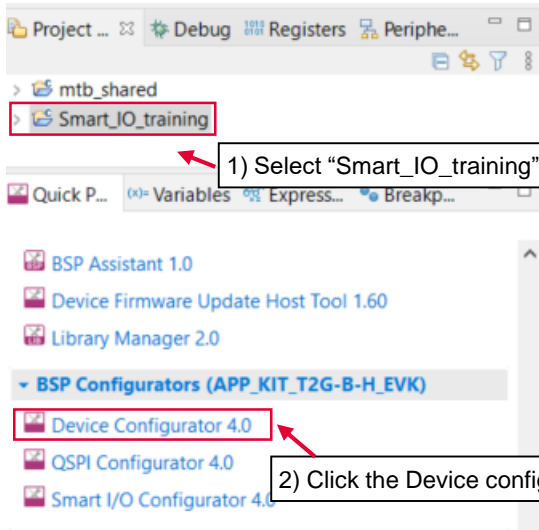 Project ... Debug Registers Periphe...
mtb_shared
Smart_IO_training
1) Select “Smart_IO_training”
Quick P... (x)= Variables Express... Breakp...
BSP Assistant 1.0
Device Firmware Update Host Tool 1.60
Library Manager 2.0
BSP Configurators (APP_KIT_T2G-B-H_EVK)
Device Configurator 4.0
QSPI Configurator 4.0
2) Click the Device config
Smart I/O Configurator 4.0